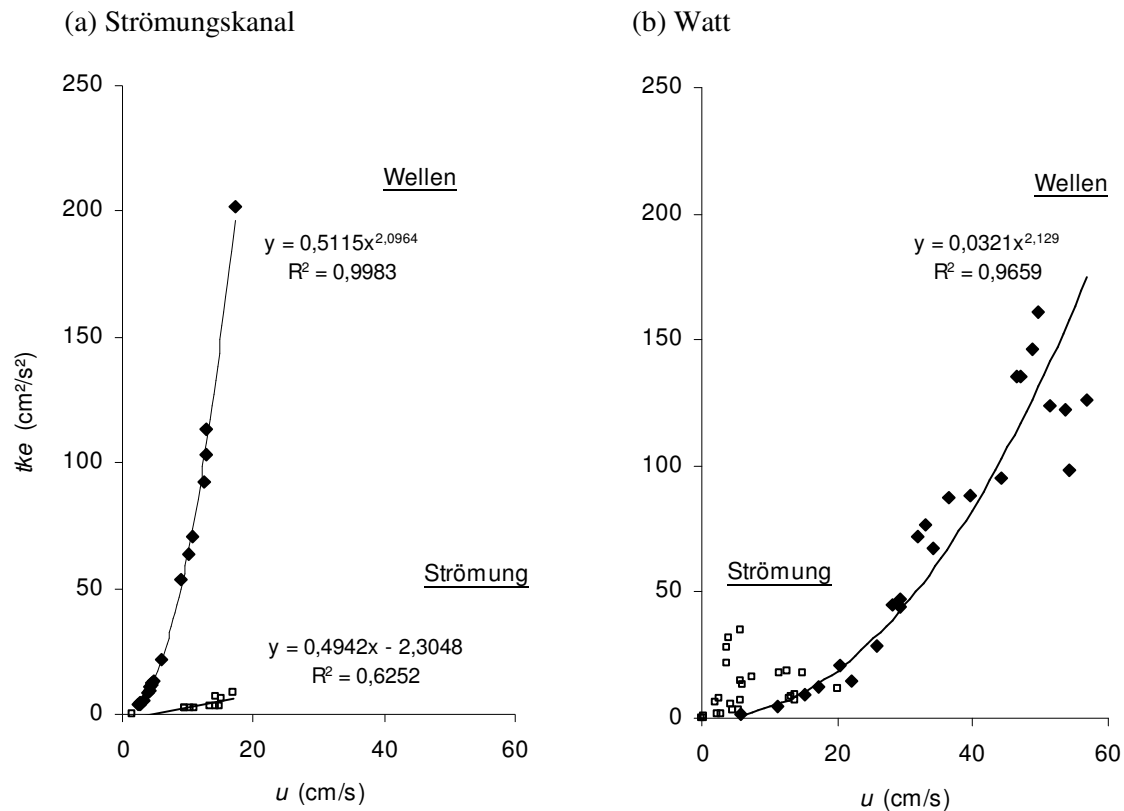 (a) Strömungskanal
250
200
150
100
50
0
tke (cm²/s²)
Wellen
y = 0,5115x^2,0964
R² = 0,9983
Strömung
y = 0,4942x - 2,3048
R² = 0,6252
0 20 40 60
u (cm/s)
(b) Watt
250
200
150
100
50
0
Wellen
y = 0,0321x^2,129
R² = 0,9659
Strömung
0 20 40 60
u (cm/s)